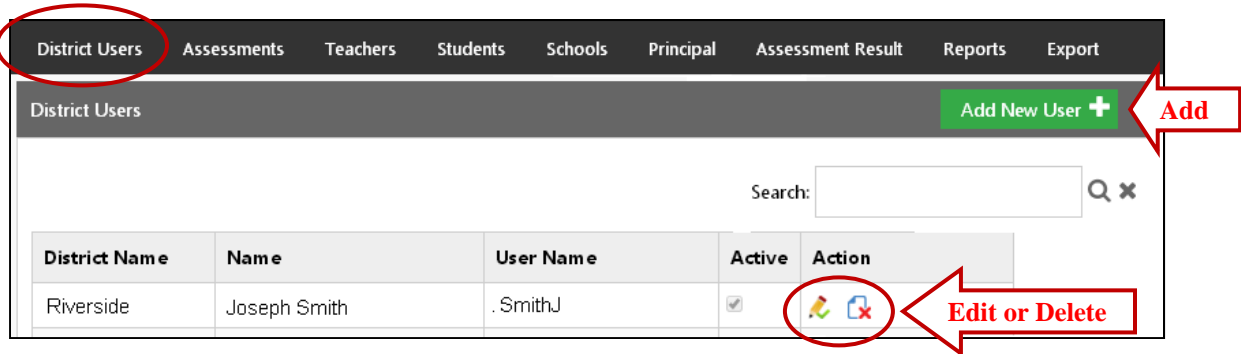 District Users Assessments Teachers Students Schools Principal Assessment Result Reports Export
District Users Add New User Add
Search:
District Name Name User Name Active Action
Riverside Joseph Smith . SmithJ Edit or Delete